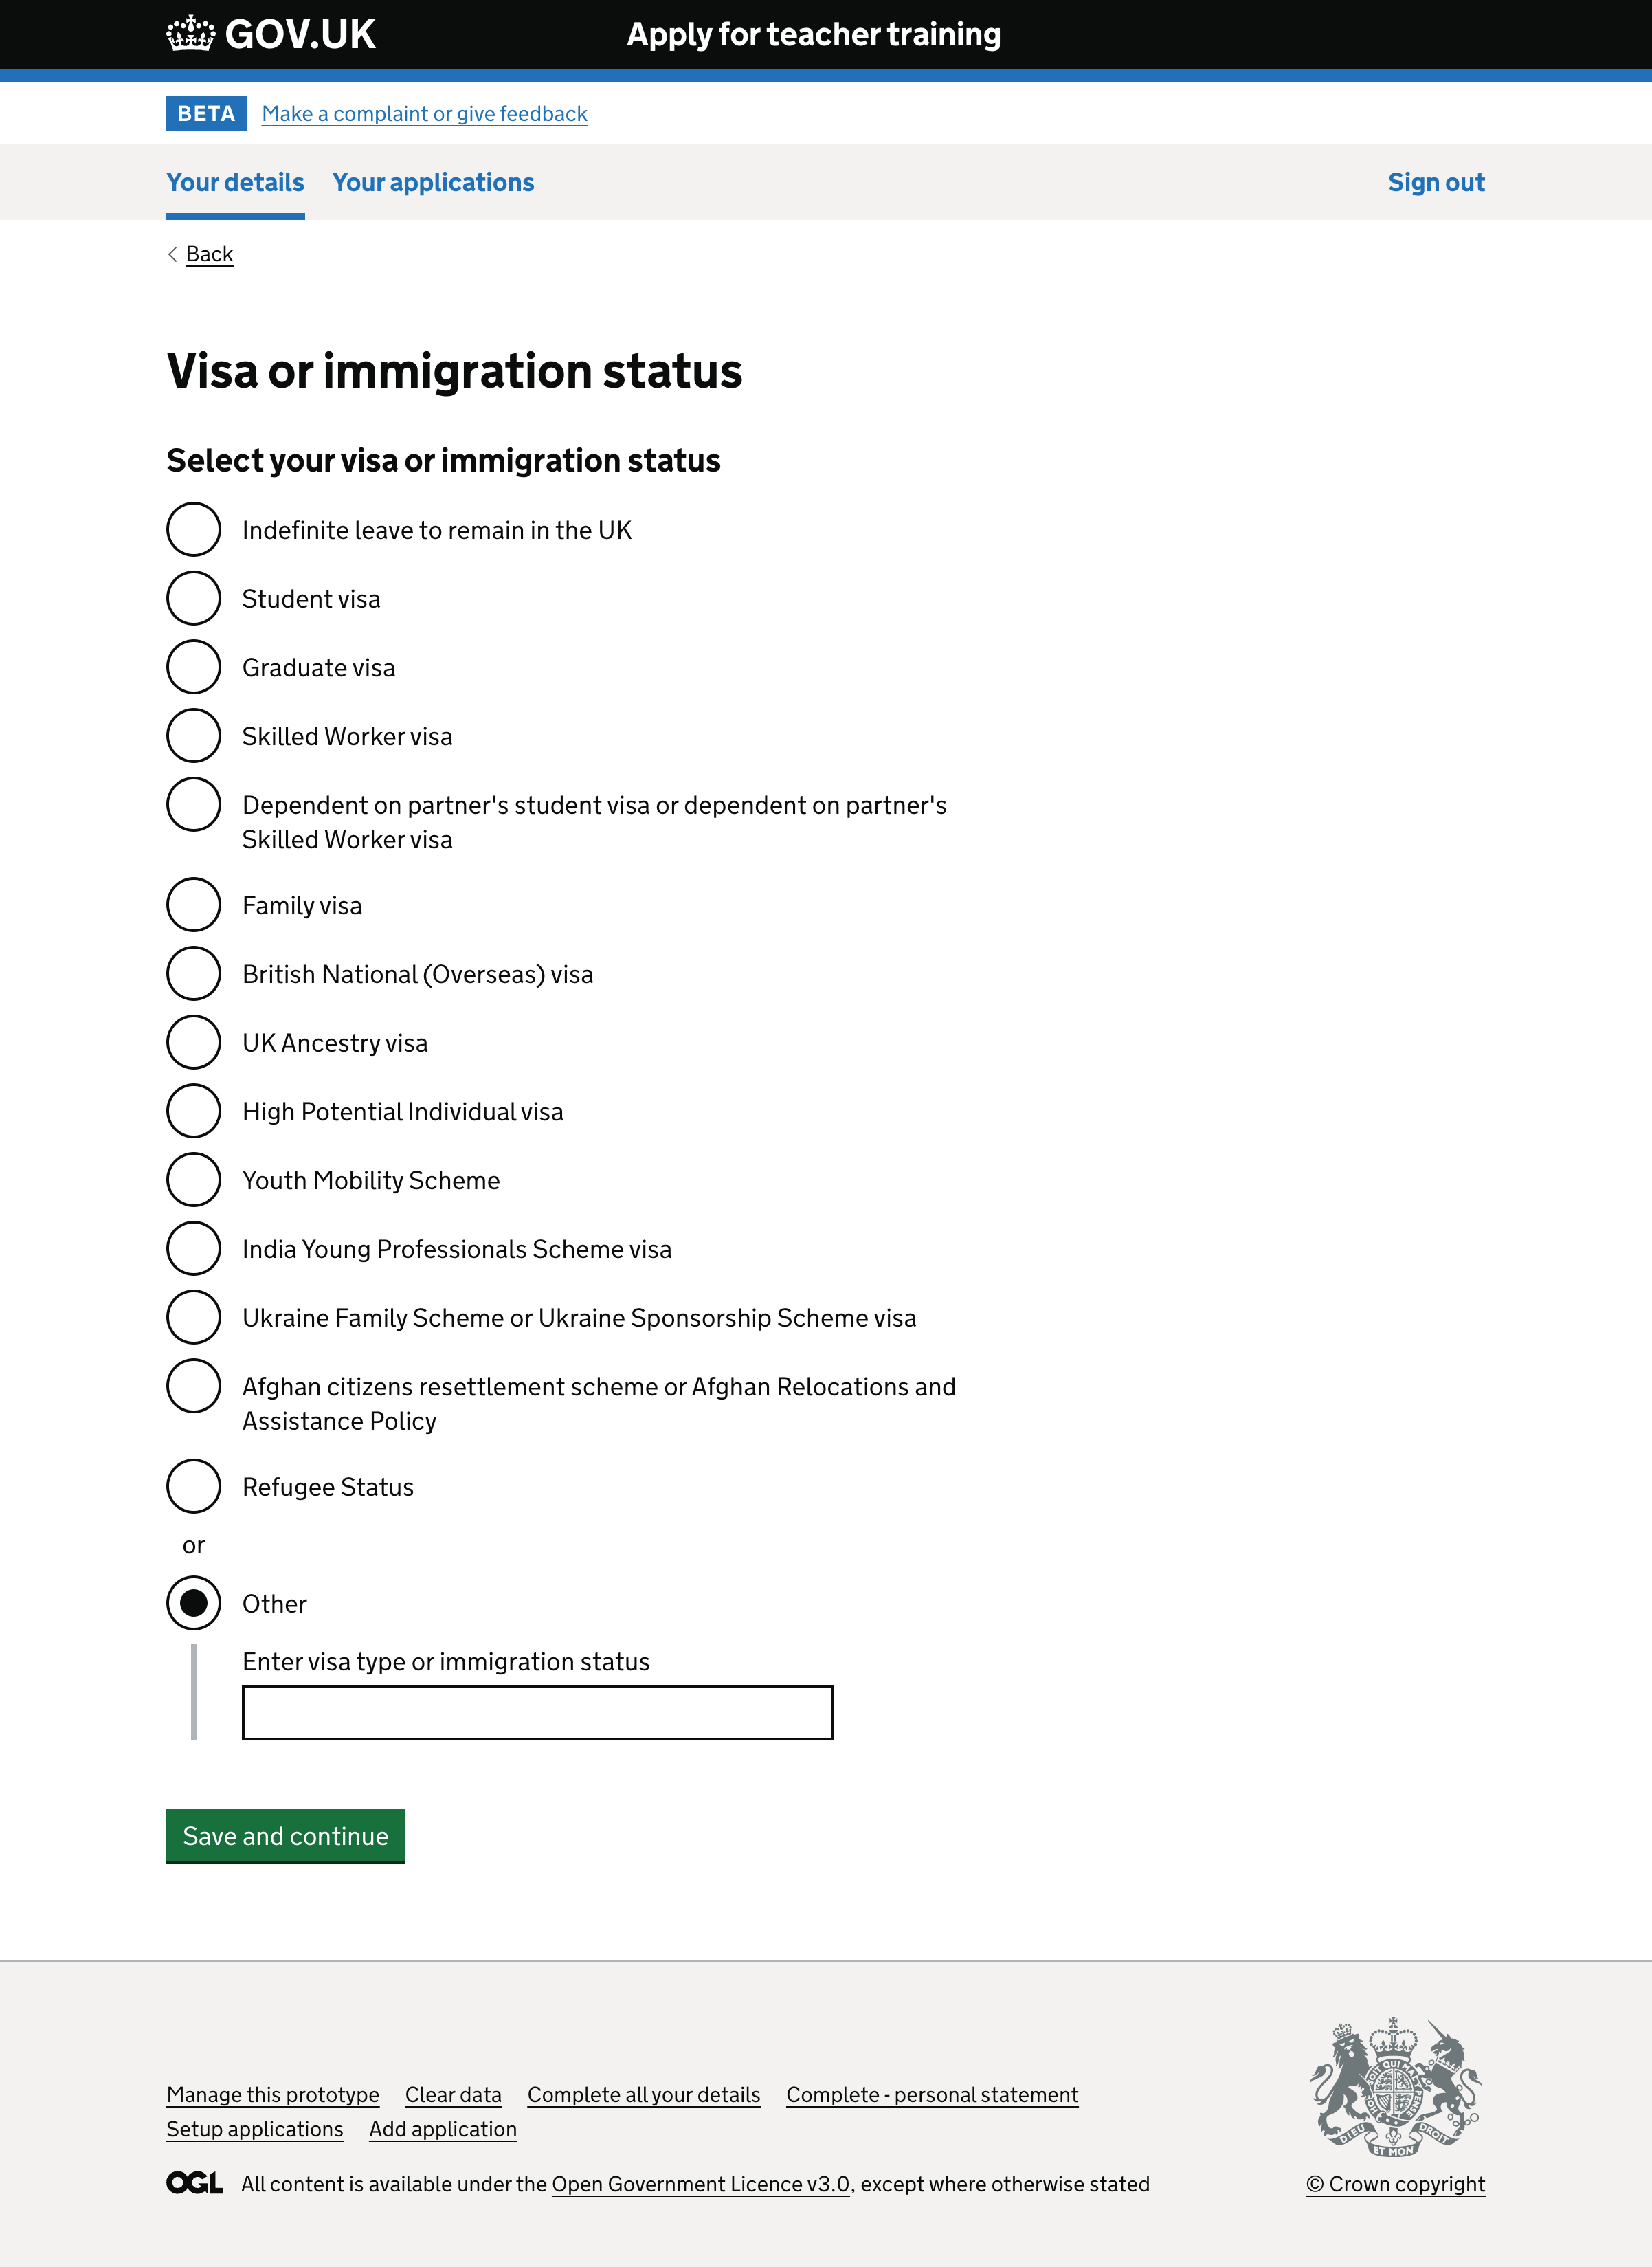 GOV.UK
Apply for teacher training
BETA Make a complaint or give feedback
Your details Your applications Sign out
Back
Visa or immigration status
Select your visa or immigration status
Indefinite leave to remain in the UK
Student visa
Graduate visa
Skilled Worker visa
Dependent on partner's student visa or dependent on partner's
Skilled Worker visa
Family visa
British National (Overseas) visa
UK Ancestry visa
High Potential Individual visa
Youth Mobility Scheme
India Young Professionals Scheme visa
Ukraine Family Scheme or Ukraine Sponsorship Scheme visa
Afghan citizens resettlement scheme or Afghan Relocations and
Assistance Policy
Refugee Status
or
Other
Enter visa type or immigration status
Save and continue
Manage this prototype Clear data Complete all your details Complete - personal statement
Setup applications Add application
DIEU ET MON DROIT
OGL All content is available under the Open Government Licence v3.0, except where otherwise stated
© Crown copyright